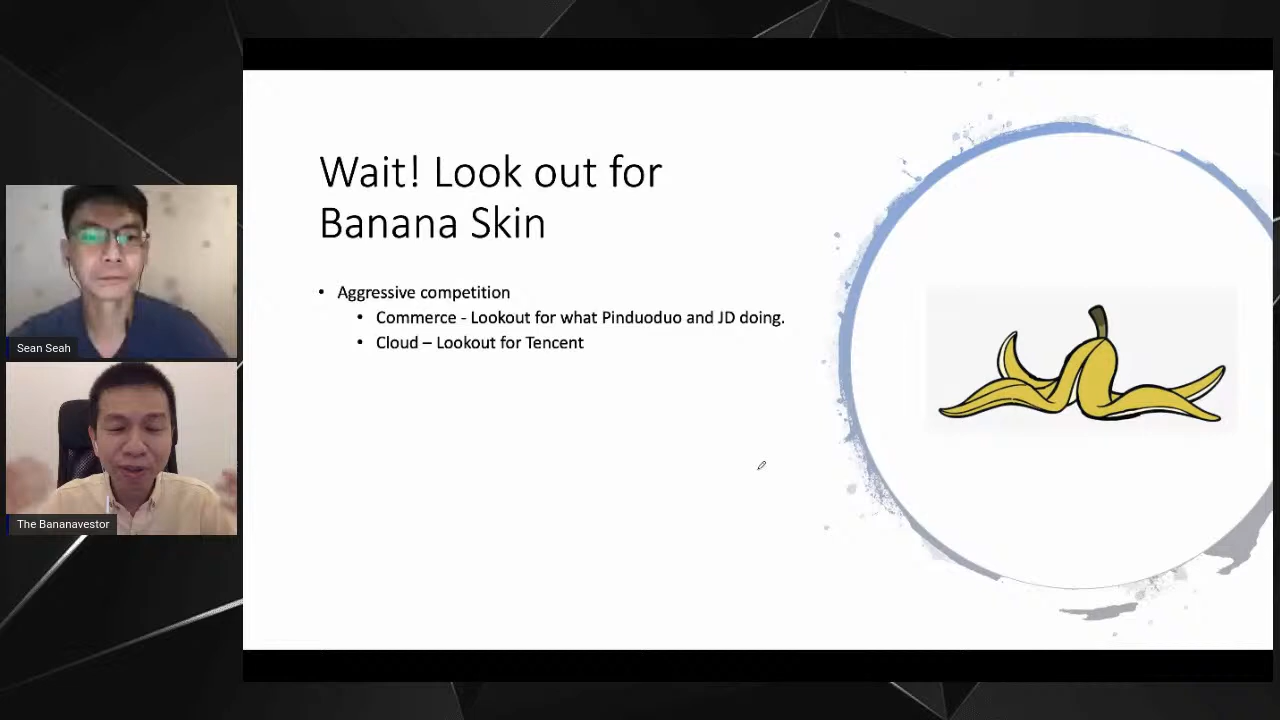 Wait! Look out for
Banana Skin
• Aggressive competition
• Commerce - Lookout for what Pinduoduo and JD doing.
• Cloud – Lookout for Tencent
Sean Seah
The Bananavestor